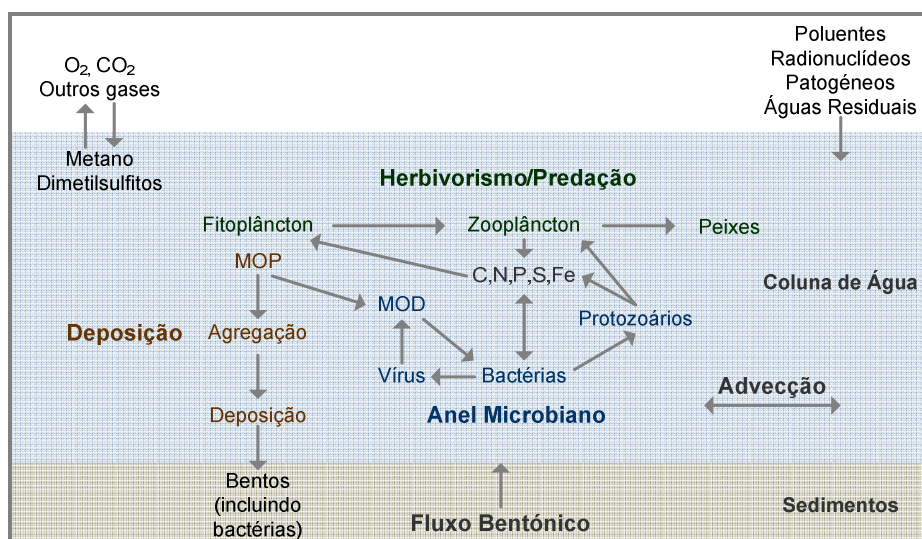 O₂, CO₂
Outros gases
Poluentes
Radionuclídeos
Patogéneos
Águas Residuais
Metano
Dimetilsulfitos
Herbivorismo/Predação
Fitoplâncton
Zooplâncton
Peixes
MOP
C,N,P,S,Fe
Coluna de Água
MOD
Protozoários
Deposição
Agregação
Vírus
Bactérias
Advecção
Deposição
Anel Microbiano
Bentos
(incluindo
bactérias)
Fluxo Bentónico
Sedimentos